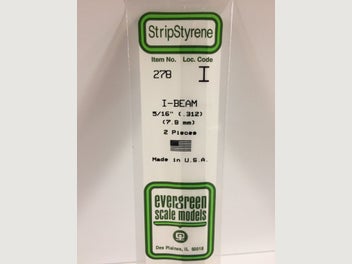 StripStyrene
Item No. Loc. Code
278 I
I-BEAM
5/16" (.312)
(7.9 mm)
2 Pieces
Made in U.S.A.
evergreen
scale models
Des Plaines, IL 60018